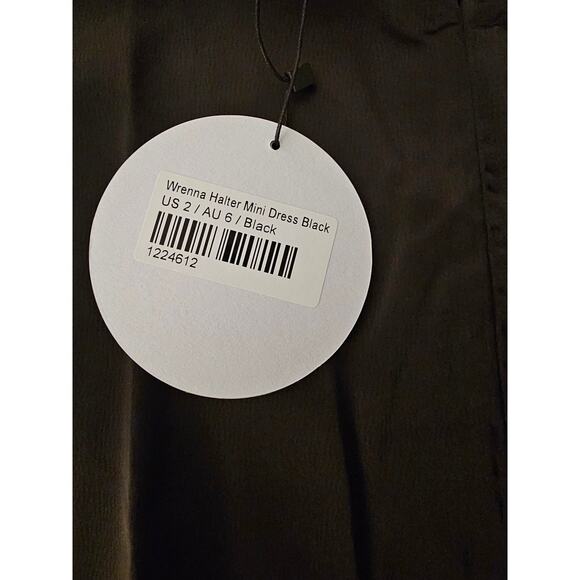 Wrenna Halter Mini Dress Black
US 2 / AU 6 / Black
1224612